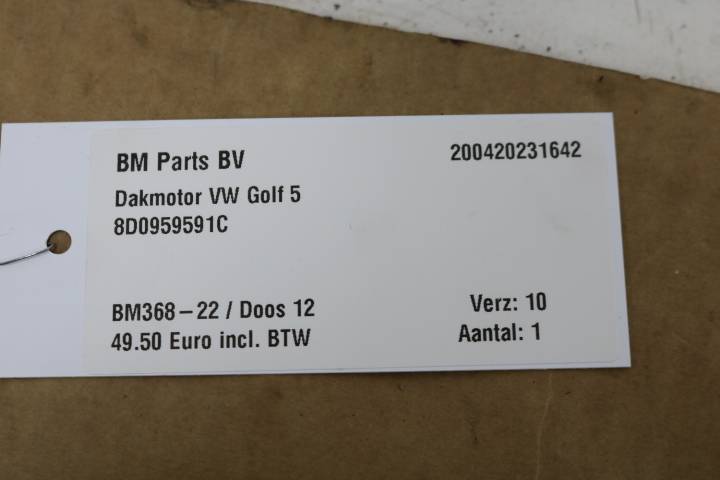 BM Parts BV 200420231642
Dakmotor VW Golf 5
8D0959591C
BM368-22 / Doos 12 Verz: 10
49.50 Euro incl. BTW Aantal: 1